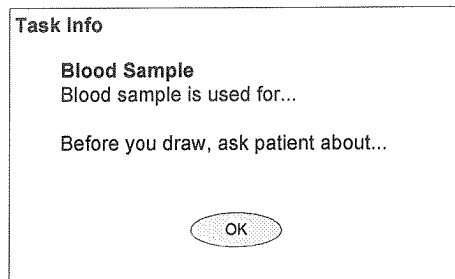 Task Info
Blood Sample
Blood sample is used for...
Before you draw, ask patient about...
OK